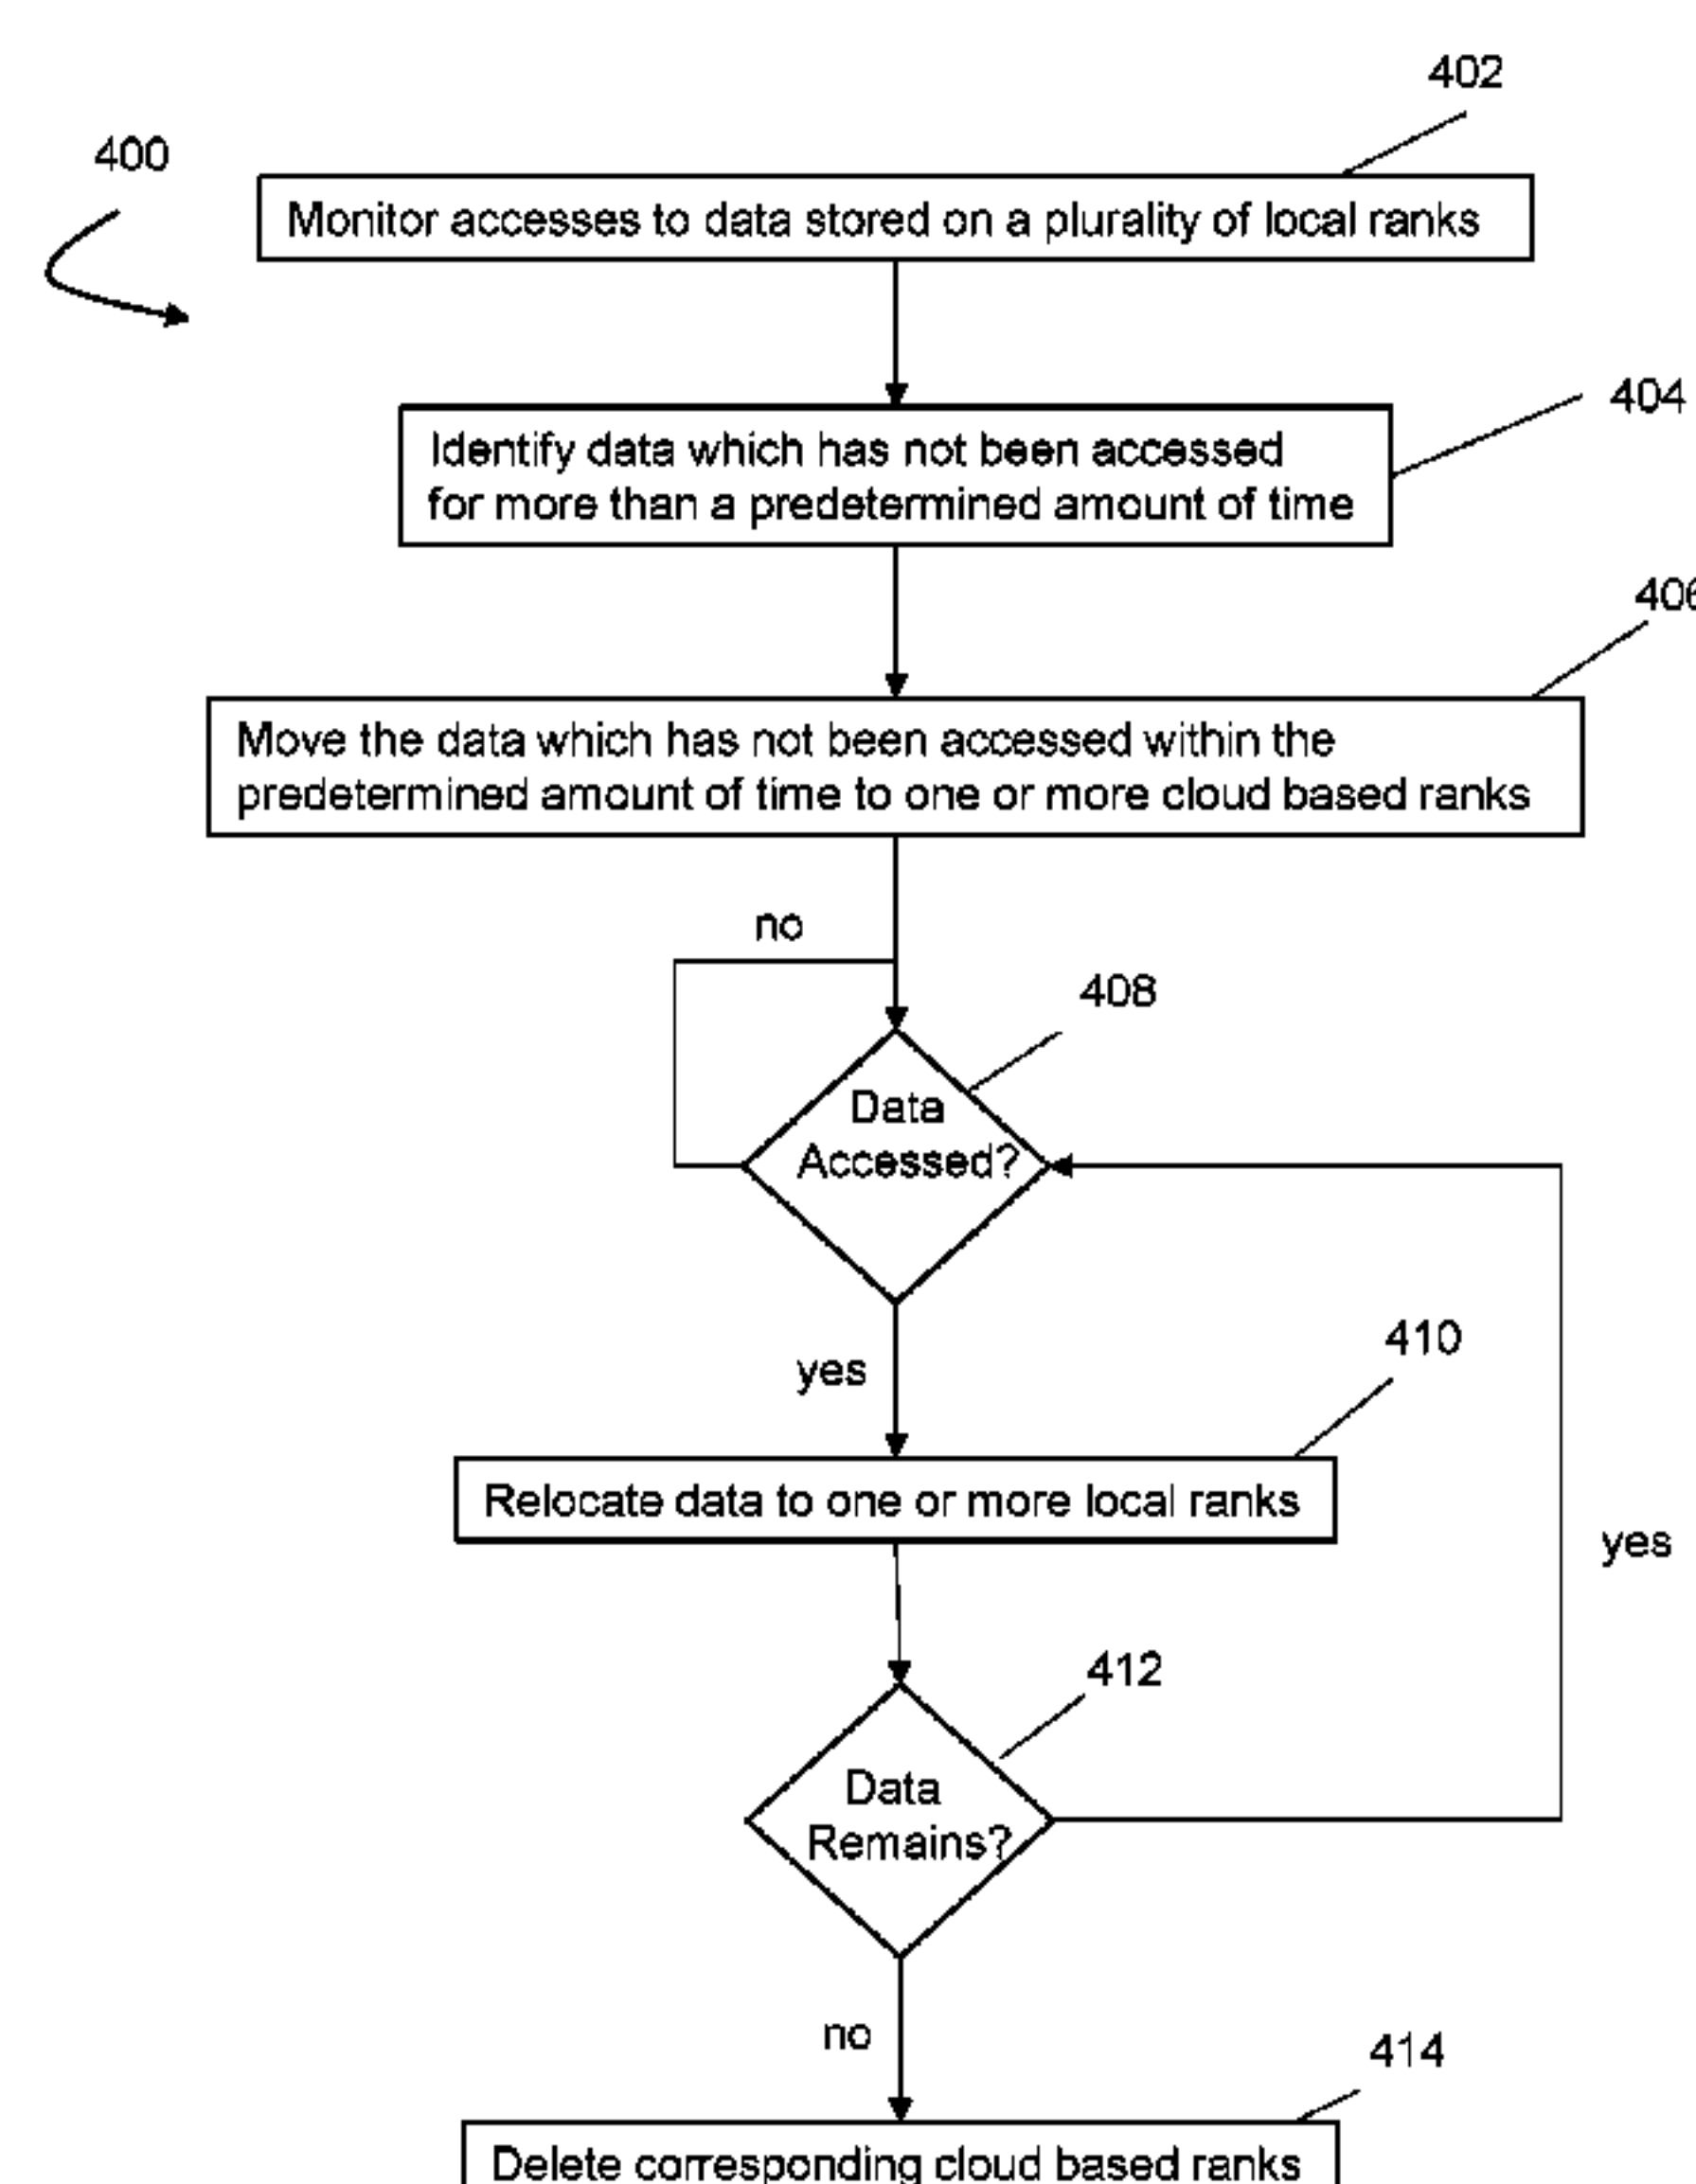 402
400
Monitor accesses to data stored on a plurality of local ranks
404
Identify data which has not been accessed
for more than a predetermined amount of time
406
Move the data which has not been accessed within the
predetermined amount of time to one or more cloud based ranks
no
408
Data
Accessed?
yes
410
Relocate data to one or more local ranks
yes
412
Data
Remains?
no
414
Delete corresponding cloud based ranks